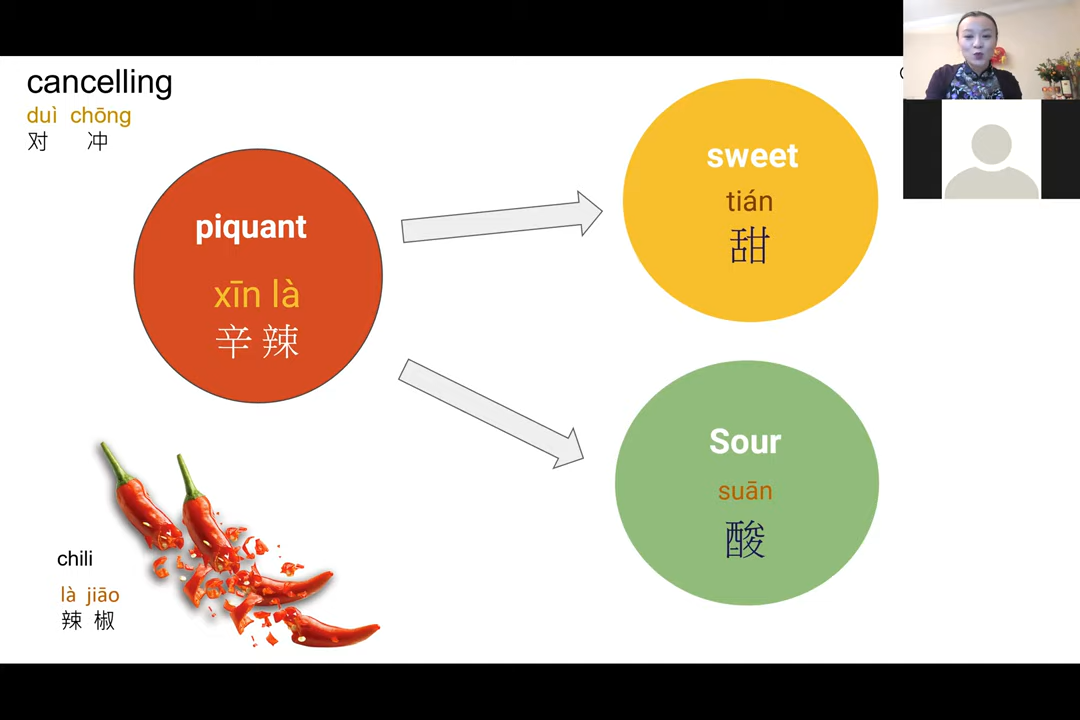 cancelling
duì chōng
对 冲
piquant
xīn là
辛 辣
sweet
tián
甜
Sour
suān
酸
chili
là jiāo
辣 椒